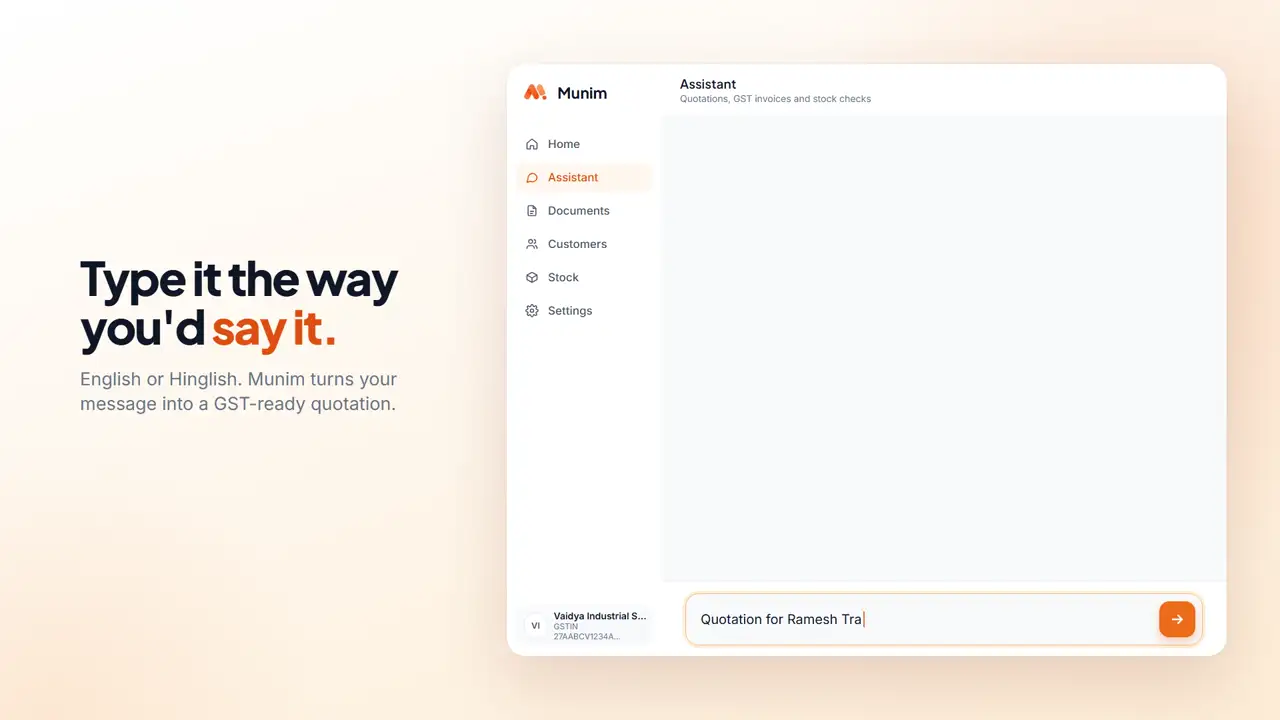 Type it the way
you'd say it.
English or Hinglish. Munim turns your
message into a GST-ready quotation.
Munim
Home
Assistant
Documents
Customers
Stock
Settings
Vaidya Industrial S...
GSTIN
27AABCV1234A...
VI
Assistant
Quotations, GST invoices and stock checks
Quotation for Ramesh Tra